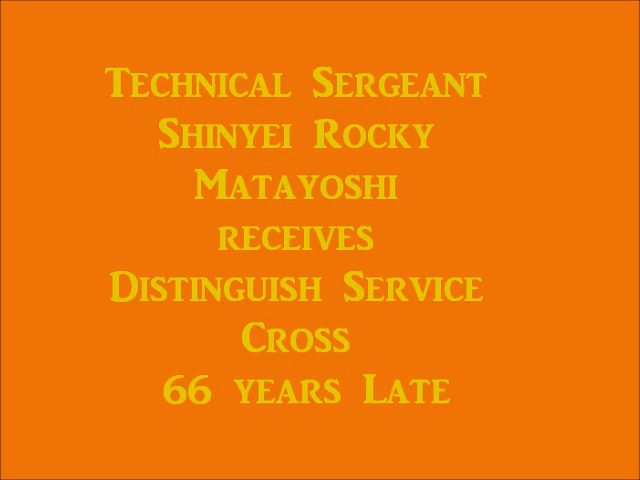 Technical Sergeant
Shinyei Rocky
Matayoshi
receives
Distinguish Service
Cross
66 years Late